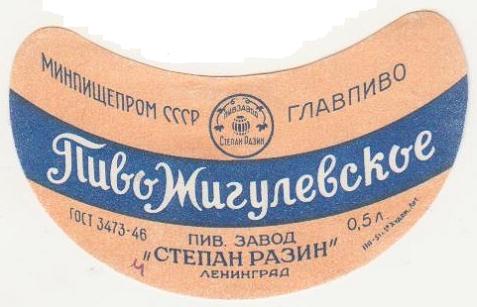 МИНПИЩЕПРОМ СССР
ГЛАВПИВО
ПИВЗАВОД
СТЕПАН РАЗИН
Пиво Жигулевское
ГОСТ 3473-46
0,5 л
ПИВ. ЗАВОД
"СТЕПАН РАЗИН"
ЛЕНИНГРАД